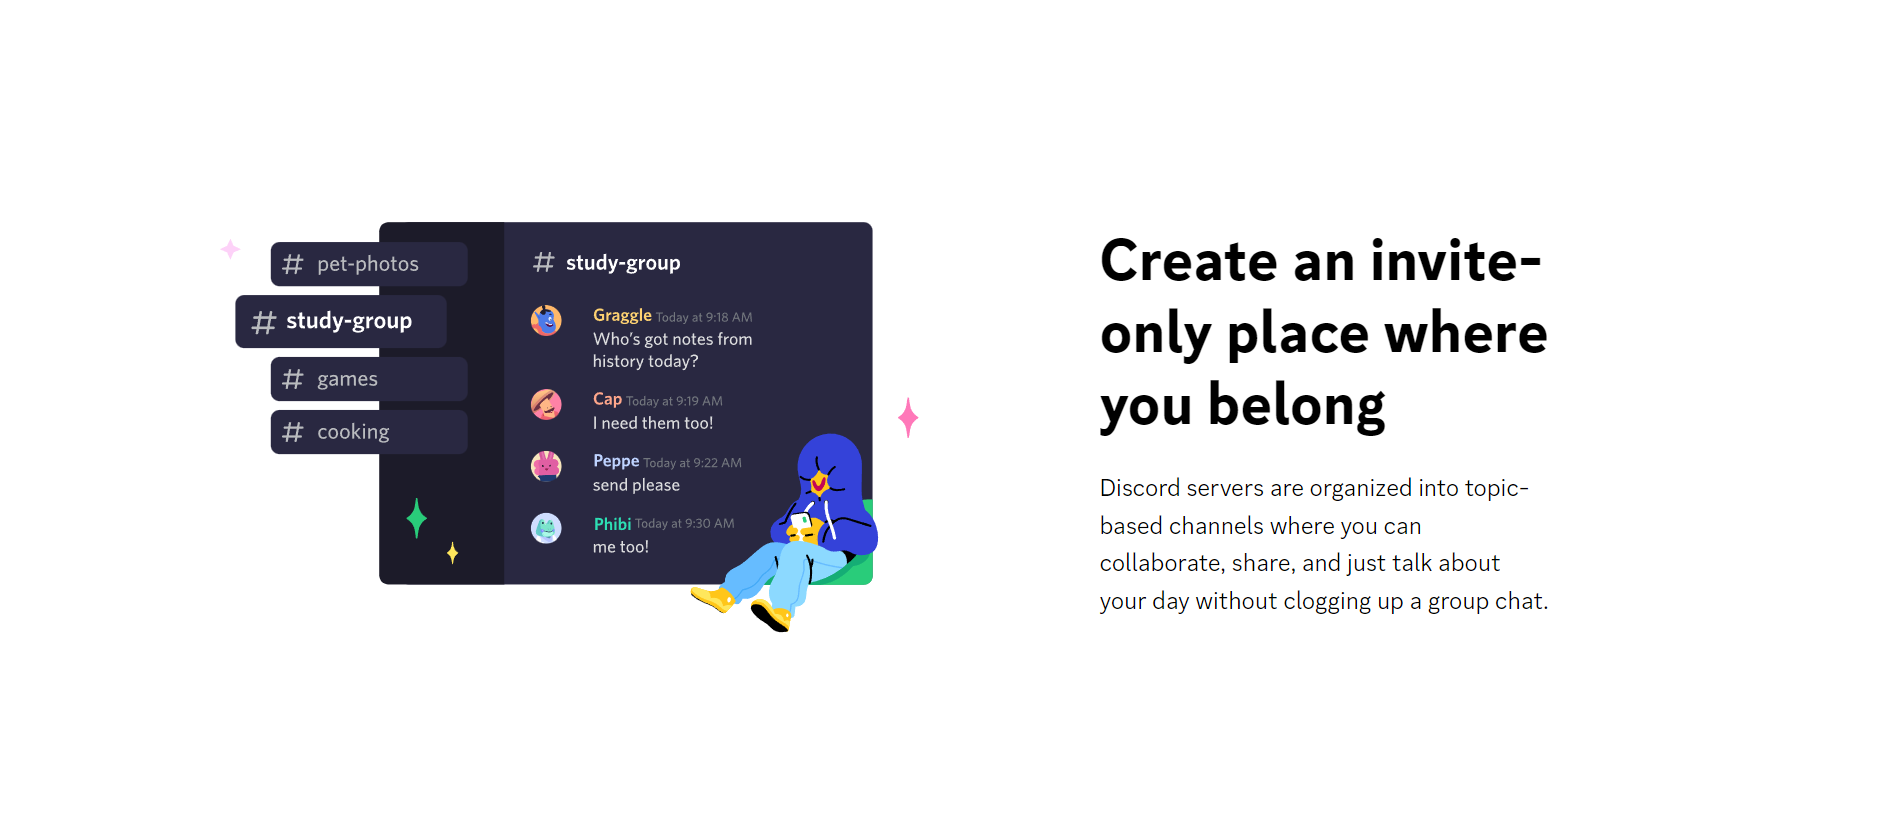 # pet-photos
# study-group
# games
# cooking
# study-group
Graggle Today at 9:18 AM
Who's got notes from
history today?
Cap Today at 9:19 AM
I need them too!
Peppe Today at 9:22 AM
send please
Phibi Today at 9:30 AM
me too!
Create an invite-
only place where
you belong
Discord servers are organized into topic-
based channels where you can
collaborate, share, and just talk about
your day without clogging up a group chat.